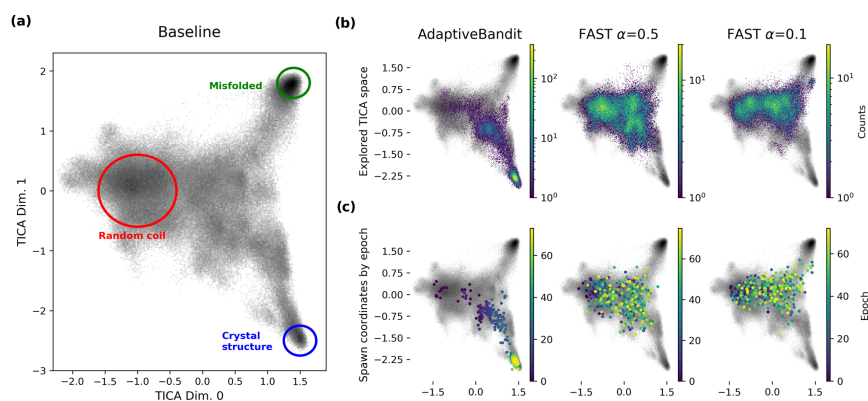 (a)
Baseline
2
1
0
−1
−2
−3
TICA Dim. 1
Misfolded
Random coil
Crystal
structure
−2.0 −1.5 −1.0 −0.5 0.0 0.5 1.0 1.5
TICA Dim. 0
(b)
AdaptiveBandit FAST α=0.5 FAST α=0.1
Explored TICA space
1.50
0.75
0.00
−0.75
−1.50
−2.25
10²
10¹
10⁰
10¹
10⁰
10¹
10⁰
Counts
(c)
Spawn coordinates by epoch
1.50
0.75
0.00
−0.75
−1.50
−2.25
60
40
20
0
60
40
20
0
60
40
20
0
Epoch
−1.5 0.0 1.5 −1.5 0.0 1.5 −1.5 0.0 1.5